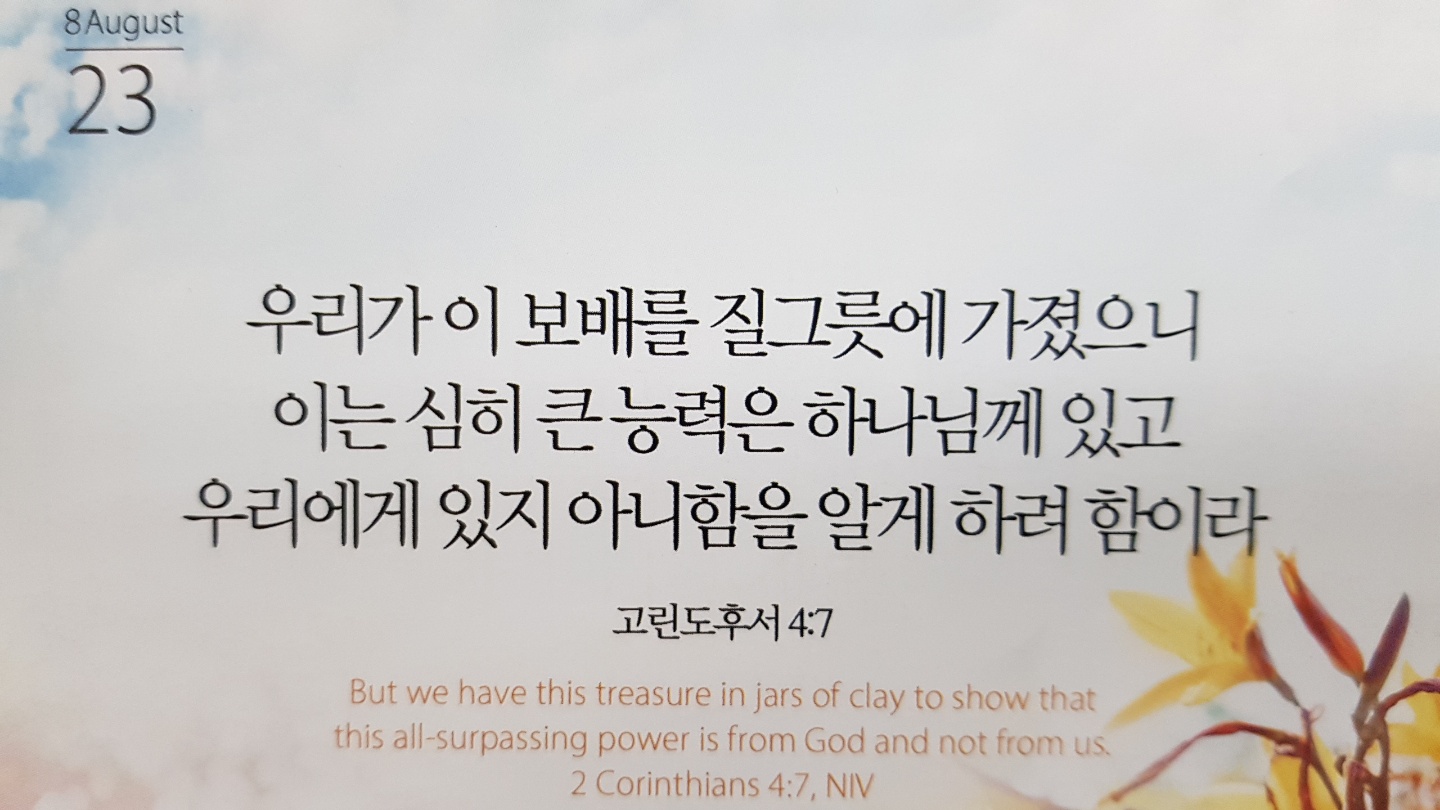 8 August
23
우리가 이 보배를 질그릇에 가졌으니
이는 심히 큰 능력은 하나님께 있고
우리에게 있지 아니함을 알게 하려 함이라
고린도후서 4:7
But we have this treasure in jars of clay to show that
this all-surpassing power is from God and not from us.
2 Corinthians 4:7, NIV